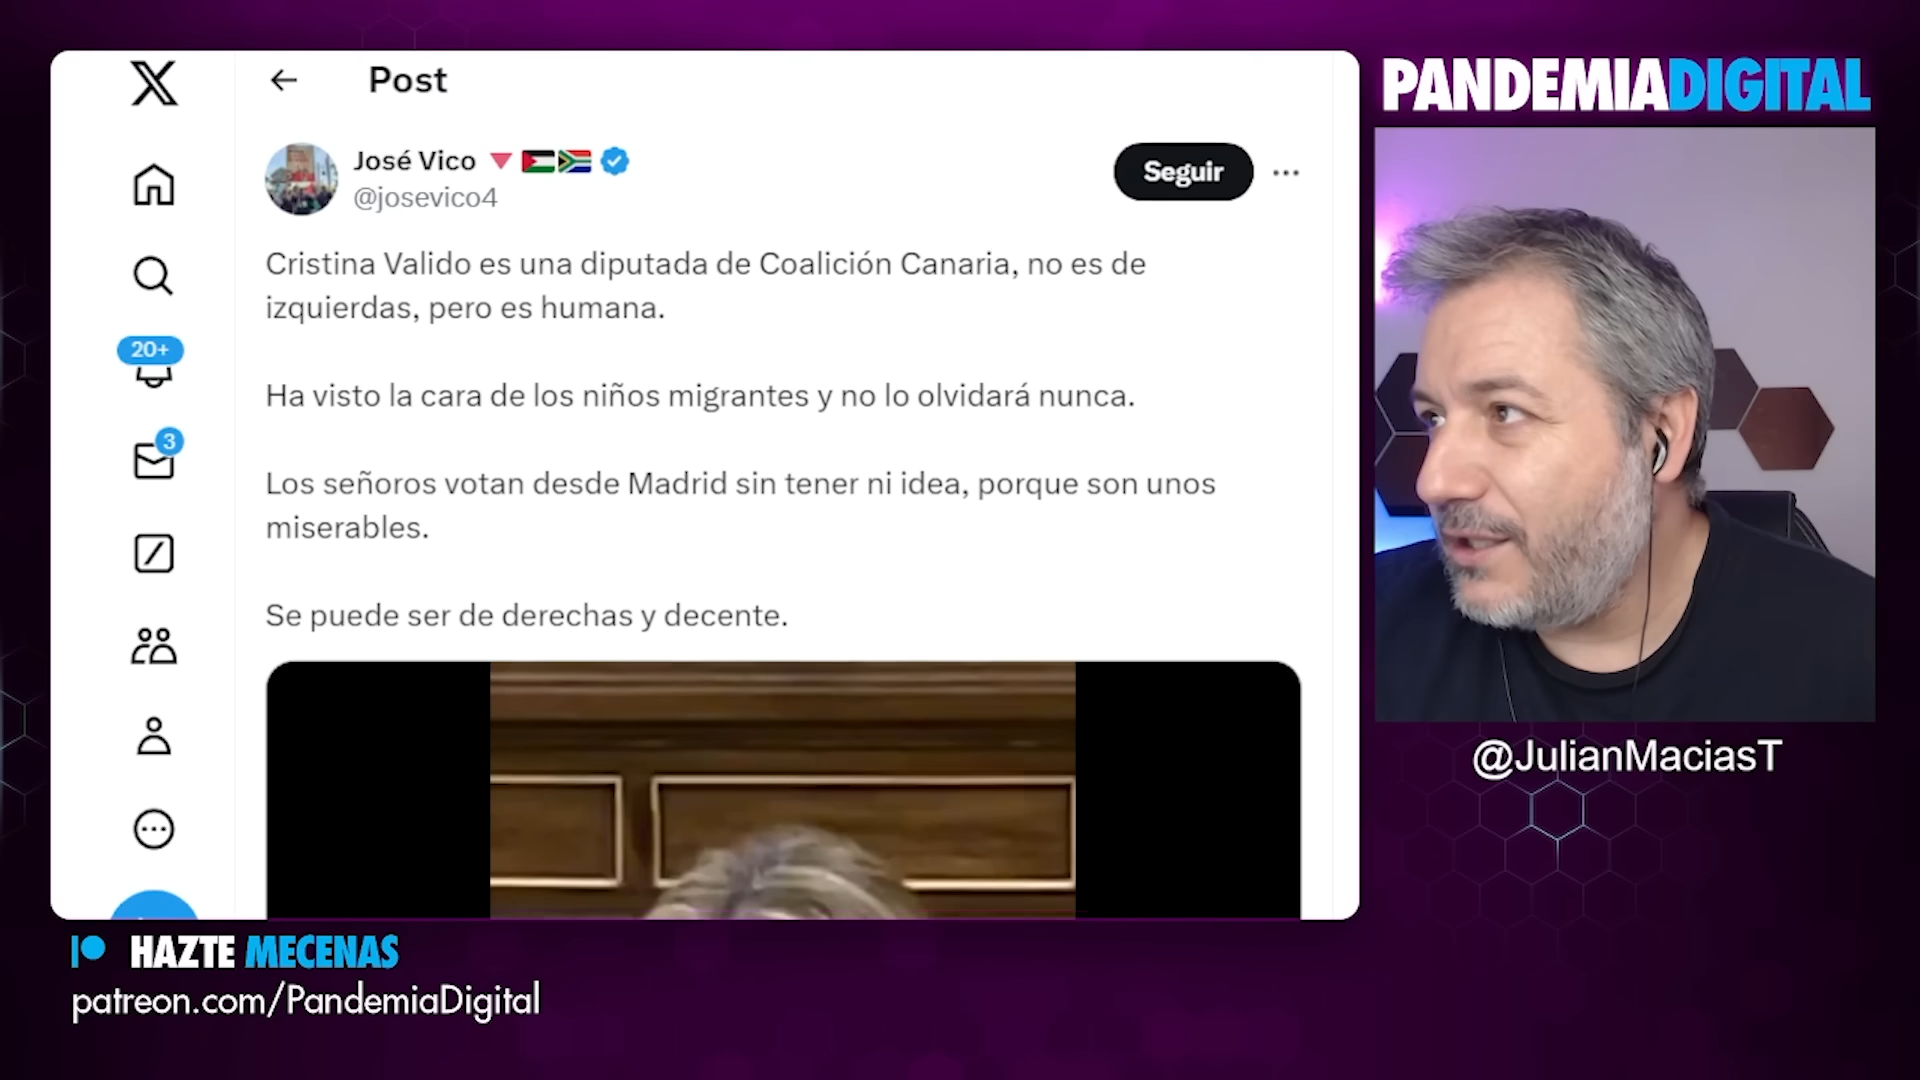 Post
José Vico
@josevico4
Seguir
Cristina Valido es una diputada de Coalición Canaria, no es de
izquierdas, pero es humana.
Ha visto la cara de los niños migrantes y no lo olvidará nunca.
Los señoros votan desde Madrid sin tener ni idea, porque son unos
miserables.
Se puede ser de derechas y decente.
20+
3
PANDEMIADIGITAL
@JulianMaciasT
HAZTE MECENAS
patreon.com/PandemiaDigital